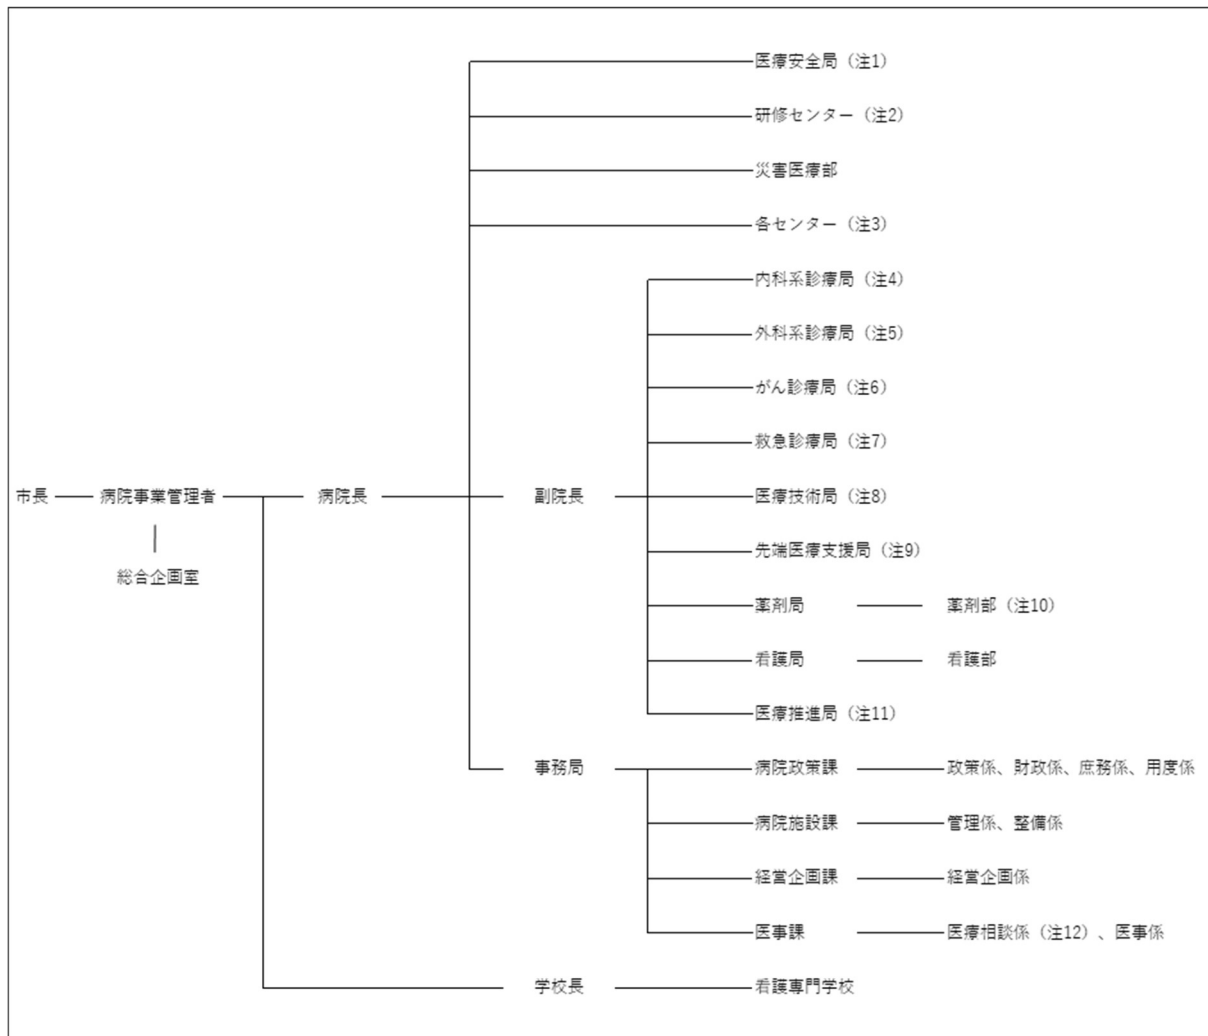 医療安全局（注1）
研修センター（注2）
災害医療部
各センター（注3）
内科系診療局（注4）
外科系診療局（注5）
がん診療局（注6）
救急診療局（注7）
市長 病院事業管理者 病院長 副院長 医療技術局（注8）
先端医療支援局（注9）
総合企画室
薬剤局 薬剤部（注10）
看護局 看護部
医療推進局（注11）
事務局 病院政策課 政策係、財政係、庶務係、用度係
病院施設課 管理係、整備係
経営企画課 経営企画係
医事課 医療相談係（注12）、医事係
学校長 看護専門学校